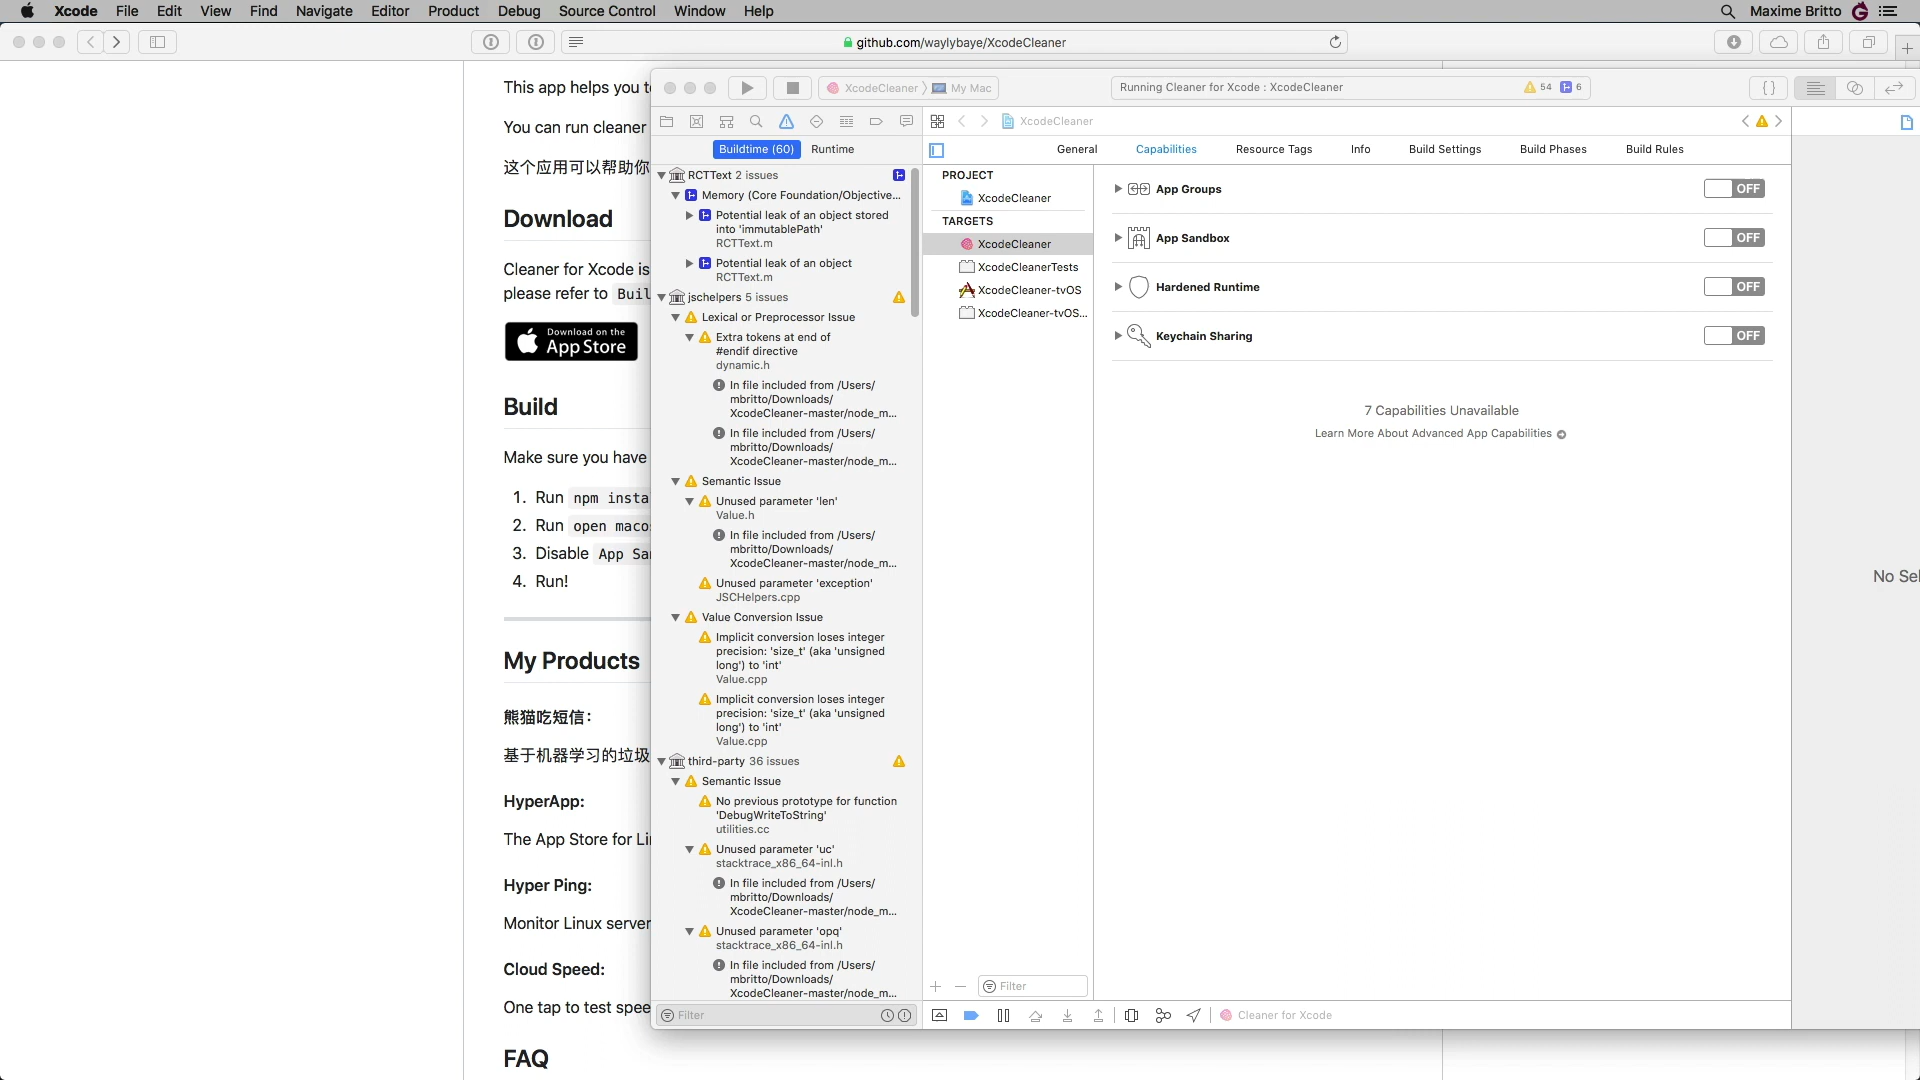 Xcode File Edit View Find Navigate Editor Product Debug Source Control Window Help
Maxime Britto
github.com/waylybaye/XcodeCleaner
This app helps you t
You can run cleaner
这个应用可以帮助你
Download
Cleaner for Xcode is
please refer to Buil
Download on the
App Store
Build
Make sure you have
1. Run npm insta
2. Run open maco
3. Disable App Sa
4. Run!
My Products
熊猫吃短信：
基于机器学习的垃圾
HyperApp:
The App Store for Li
Hyper Ping:
Monitor Linux server
Cloud Speed:
One tap to test spee
FAQ
XcodeCleaner My Mac
Running Cleaner for Xcode : XcodeCleaner
54 6
XcodeCleaner
Buildtime (60) Runtime
RCTText 2 issues
Memory (Core Foundation/Objective...
Potential leak of an object stored
into 'immutablePath'
RCTText.m
Potential leak of an object
RCTText.m
jschelpers 5 issues
Lexical or Preprocessor Issue
Extra tokens at end of
#endif directive
dynamic.h
In file included from /Users/
mbritto/Downloads/
XcodeCleaner-master/node_m...
In file included from /Users/
mbritto/Downloads/
XcodeCleaner-master/node_m...
Semantic Issue
Unused parameter 'len'
Value.h
In file included from /Users/
mbritto/Downloads/
XcodeCleaner-master/node_m...
Unused parameter 'exception'
JSCHelpers.cpp
Value Conversion Issue
Implicit conversion loses integer
precision: 'size_t' (aka 'unsigned
long') to 'int'
Value.cpp
Implicit conversion loses integer
precision: 'size_t' (aka 'unsigned
long') to 'int'
Value.cpp
third-party 36 issues
Semantic Issue
No previous prototype for function
'DebugWriteToString'
utilities.cc
Unused parameter 'uc'
stacktrace_x86_64-inl.h
In file included from /Users/
mbritto/Downloads/
XcodeCleaner-master/node_m...
Unused parameter 'opq'
stacktrace_x86_64-inl.h
In file included from /Users/
mbritto/Downloads/
XcodeCleaner-master/node_m...
Filter
General Capabilities Resource Tags Info Build Settings Build Phases Build Rules
PROJECT
XcodeCleaner
TARGETS
XcodeCleaner
XcodeCleanerTests
XcodeCleaner-tvOS
XcodeCleaner-tvOS...
Filter
App Groups OFF
App Sandbox OFF
Hardened Runtime OFF
Keychain Sharing OFF
7 Capabilities Unavailable
Learn More About Advanced App Capabilities
Cleaner for Xcode
No Sel